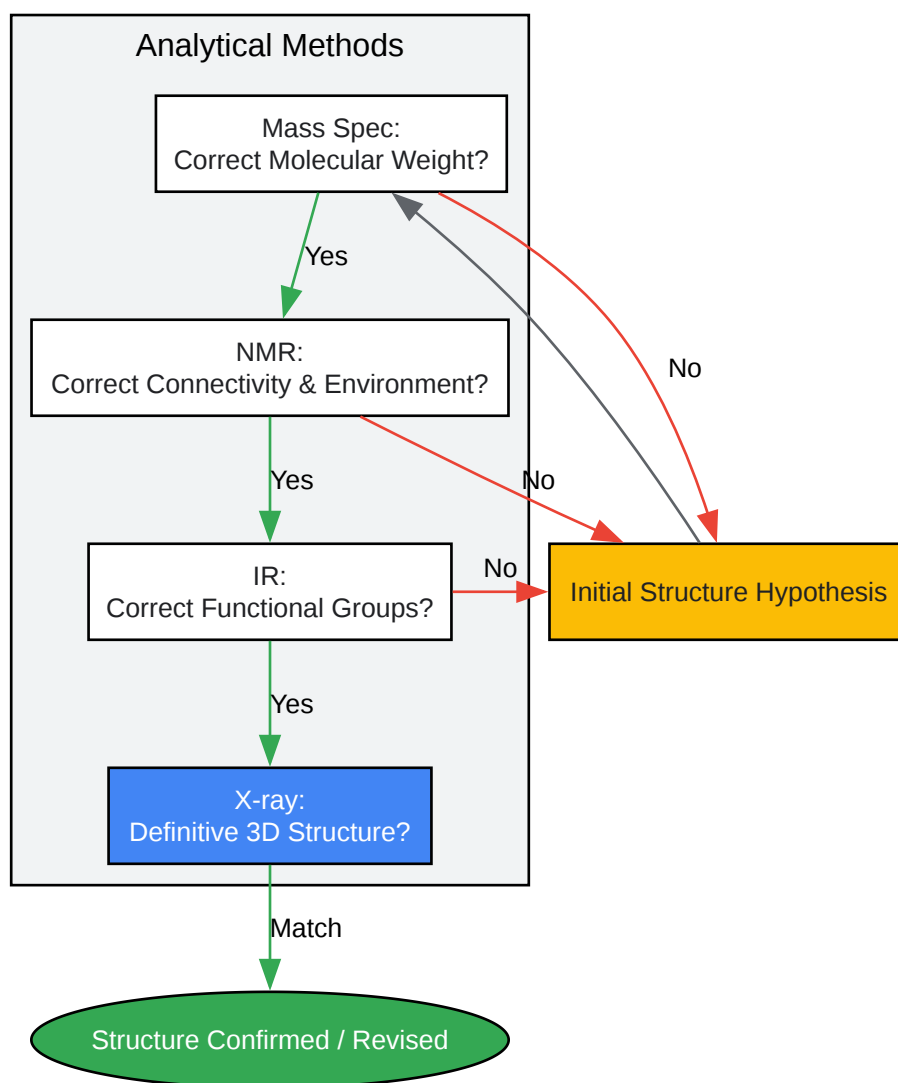 Analytical Methods
Mass Spec:
Correct Molecular Weight?
Yes
No
NMR:
Correct Connectivity & Environment?
Yes
No
IR:
Correct Functional Groups?
No
Initial Structure Hypothesis
Yes
X-ray:
Definitive 3D Structure?
Match
Structure Confirmed / Revised